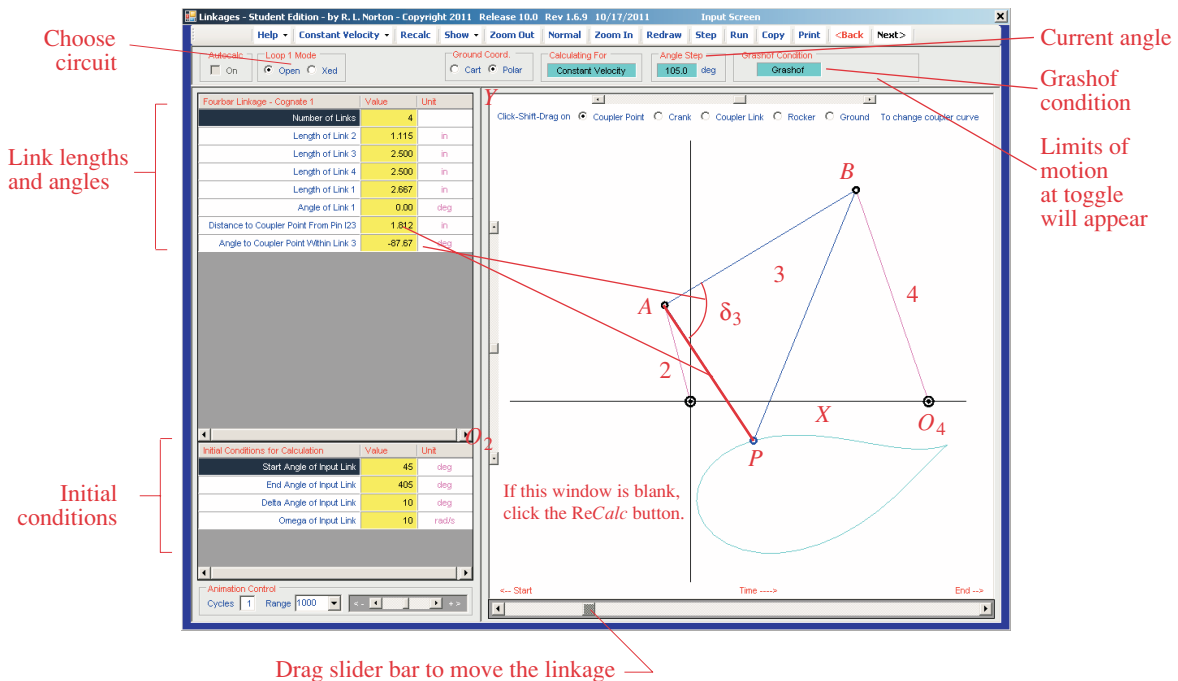 Linkages - Student Edition - by R. L. Norton - Copyright 2011 Release 10.0 Rev 1.6.9 10/17/2011 Input Screen
Help Constant Velocity Recalc Show Zoom Out Normal Zoom In Redraw Step Run Copy Print <Back Next>
Choose
circuit
Autocalc
On
Loop 1 Mode
Open Xed
Ground Coord.
Cart Polar
Calculating For
Constant Velocity
Angle Step
105.0 deg
Grashof Condition
Grashof
Current angle
Grashof
condition
Limits of
motion
at toggle
will appear
Link lengths
and angles
Fourbar Linkage - Cognate 1 Value Unit
Number of Links 4
Length of Link 2 1.115 in
Length of Link 3 2.500 in
Length of Link 4 2.500 in
Length of Link 1 2.667 in
Angle of Link 1 0.00 deg
Distance to Coupler Point From Pin I23 1.812 in
Angle to Coupler Point Within Link 3 -87.67 deg
Y
Click-Shift-Drag on Coupler Point Crank Coupler Link Rocker Ground To change coupler curve
B
3
4
A
δ3
2
X
O4
O2
P
Initial
conditions
Initial Conditions for Calculation Value Unit
Start Angle of Input Link 45 deg
End Angle of Input Link 405 deg
Delta Angle of Input Link 10 deg
Omega of Input Link 10 rad/s
If this window is blank,
click the ReCalc button.
Animation Control
Cycles 1 Range 1000 < - + >
<-- Start Time ----> End -->
Drag slider bar to move the linkage